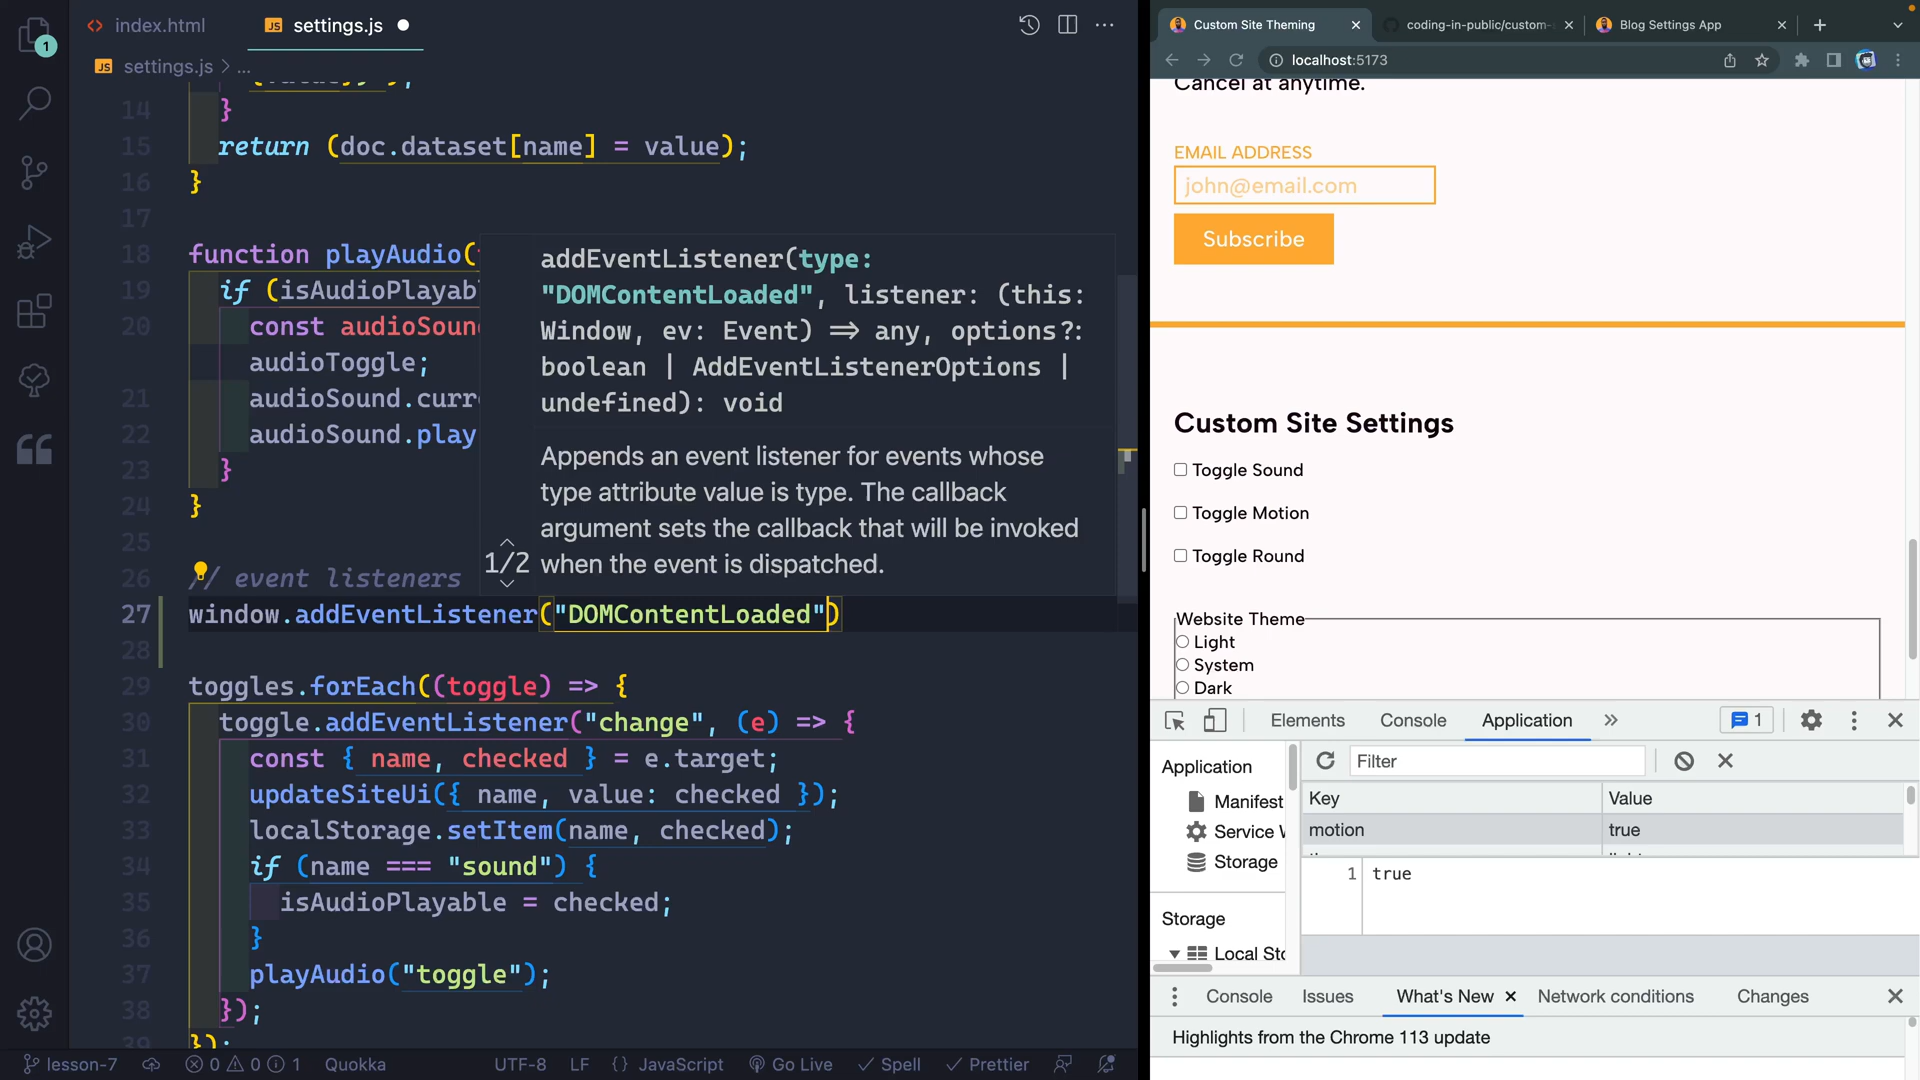 index.html
settings.js
settings.js > ...
14 }
15 return (doc.dataset[name] = value);
16 }
17
18 function playAudio(
19 if (isAudioPlayabl
20 const audioSoun
audioToggle;
21 audioSound.curr
22 audioSound.play
23 }
24 }
25
26 // event listeners
27 window.addEventListener("DOMContentLoaded")
28
29 toggles.forEach((toggle) => {
30 toggle.addEventListener("change", (e) => {
31 const { name, checked } = e.target;
32 updateSiteUi({ name, value: checked });
33 localStorage.setItem(name, checked);
34 if (name === "sound") {
35 isAudioPlayable = checked;
36 }
37 playAudio("toggle");
38 });
39 });
addEventListener(type:
"DOMContentLoaded", listener: (this:
Window, ev: Event) => any, options?:
boolean | AddEventListenerOptions |
undefined): void
Appends an event listener for events whose
type attribute value is type. The callback
argument sets the callback that will be invoked
1/2 when the event is dispatched.
1
lesson-7 0 0 1 Quokka UTF-8 LF {} JavaScript Go Live Spell Prettier
Custom Site Theming
coding-in-public/custom-
Blog Settings App
localhost:5173
Cancel at anytime.
EMAIL ADDRESS
john@email.com
Subscribe
Custom Site Settings
Toggle Sound
Toggle Motion
Toggle Round
Website Theme
Light
System
Dark
Elements Console Application » 1
Application
Manifest
Service W
Storage
Storage
Local Sto
Filter
Key Value
motion true
1 true
Console Issues What's New Network conditions Changes
Highlights from the Chrome 113 update